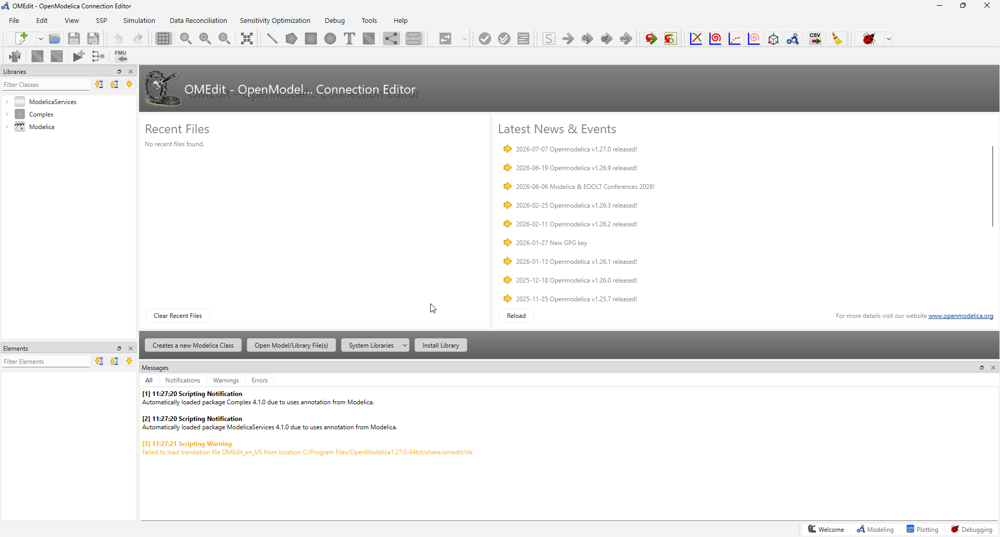 OMEdit - OpenModelica Connection Editor
File Edit View SSP Simulation Data Reconciliation Sensitivity Optimization Debug Tools Help
S S CSV
FMU
Libraries
Filter Classes
ModelicaServices
C Complex
Modelica
OMEdit - OpenModel... Connection Editor
Recent Files
No recent files found.
Clear Recent Files
Latest News & Events
2026-07-07 Openmodelica v1.27.0 released!
2026-06-19 Openmodelica v1.26.9 released!
2026-06-06 Modelica & EOOLT Conferences 2026!
2026-02-25 Openmodelica v1.26.3 released!
2026-02-11 Openmodelica v1.26.2 released!
2026-01-27 New GPG key
2026-01-13 Openmodelica v1.26.1 released!
2025-12-18 Openmodelica v1.26.0 released!
2025-11-25 Openmodelica v1.25.7 released!
Reload
For more details visit our website www.openmodelica.org
Creates a new Modelica Class Open Model/Library File(s) System Libraries Install Library
Elements
Filter Elements
Messages
All Notifications Warnings Errors
[1] 11:27:20 Scripting Notification
Automatically loaded package Complex 4.1.0 due to uses annotation from Modelica.
[2] 11:27:20 Scripting Notification
Automatically loaded package ModelicaServices 4.1.0 due to uses annotation from Modelica.
[3] 11:27:21 Scripting Warning
Failed to load translation file OMEdit_en_US from location C:/Program Files/OpenModelica1.27.0-64bit/share/omedit/nls
Welcome Modeling Plotting Debugging